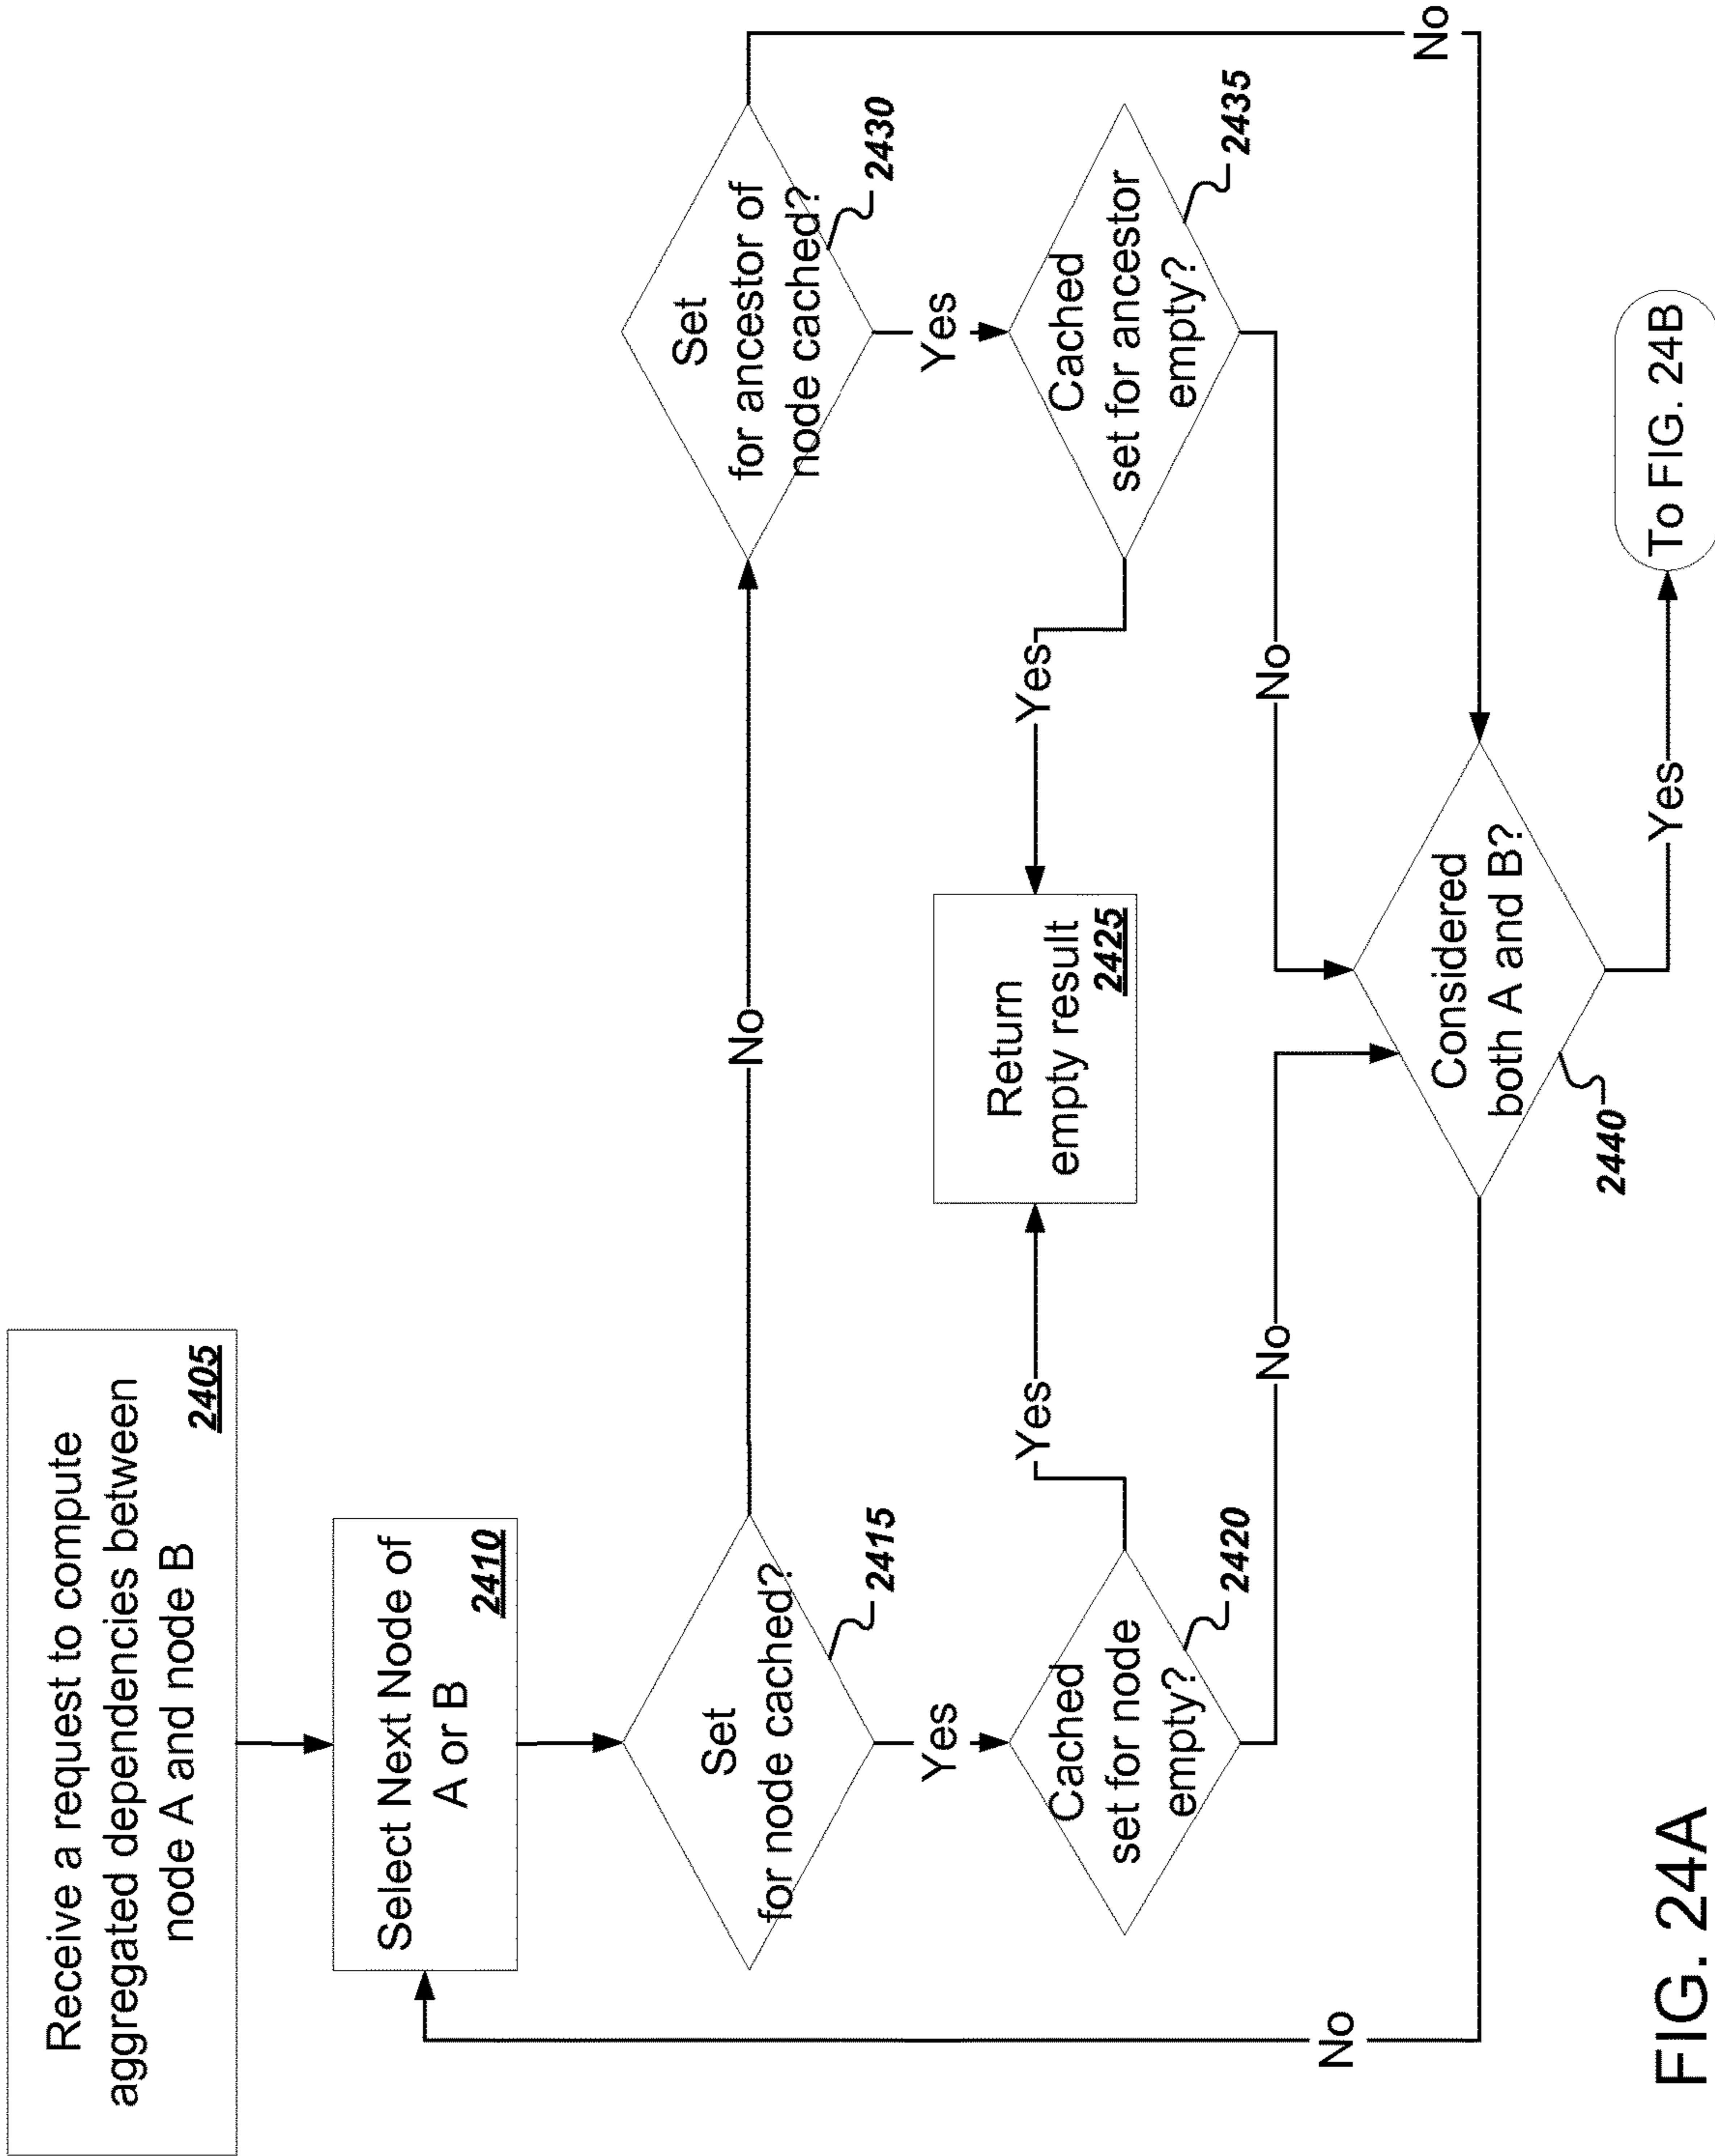 Receive a request to compute
aggregated dependencies between
node A and node B
2405
Select Next Node of
A or B
2410
Set
for node cached?
2415
No
Set
for ancestor of
node cached?
2430
Yes
Yes
Cached
set for node
empty?
2420
Yes
Return
empty result
2425
Yes
Cached
set for ancestor
empty?
2435
No
No
No
No
Considered
both A and B?
2440
Yes
To FIG. 24B
FIG. 24A